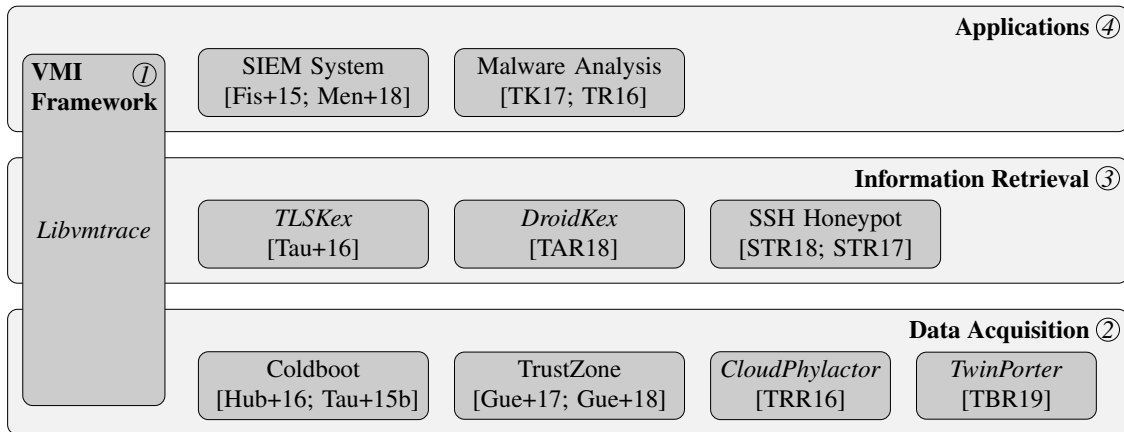 Applications ④
VMI ①
Framework
Libvmtrace
SIEM System
[Fis+15; Men+18]
Malware Analysis
[TK17; TR16]
Information Retrieval ③
TLSKex
[Tau+16]
DroidKex
[TAR18]
SSH Honeypot
[STR18; STR17]
Data Acquisition ②
Coldboot
[Hub+16; Tau+15b]
TrustZone
[Gue+17; Gue+18]
CloudPhylactor
[TRR16]
TwinPorter
[TBR19]